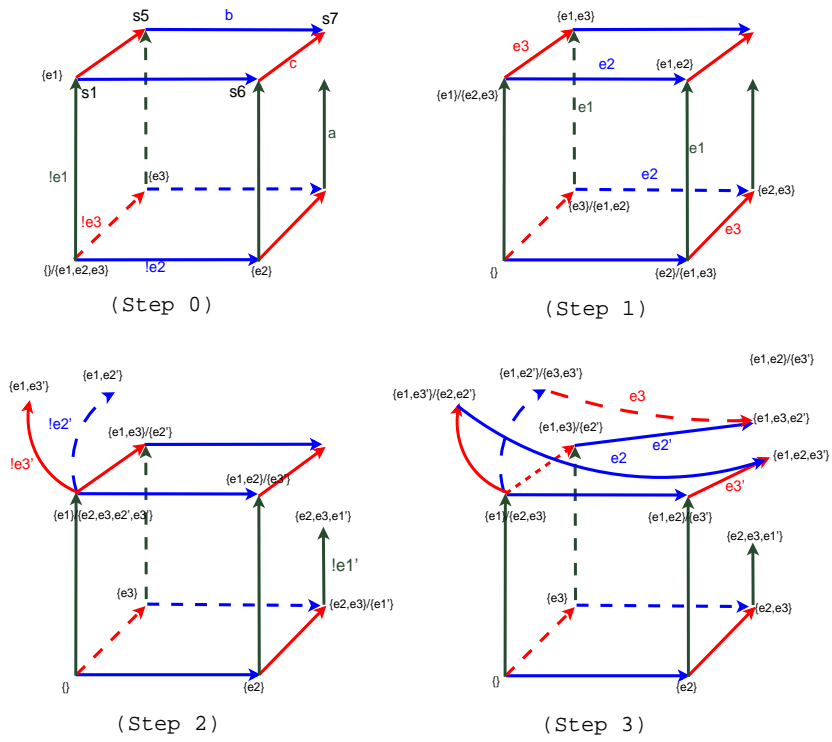 s5
b
s7
{e1}
c
s1
s6
a
!e1
{e3}
!e3
{}/{e1,e2,e3}
!e2
{e2}
(Step 0)
{e1,e3}
e3
e2
{e1,e2}
{e1}/{e2,e3}
e1
e1
e2
{e2,e3}
{e3}/{e1,e2}
e3
{}
{e2}/{e1,e3}
(Step 1)
{e1,e2'}
{e1,e3'}
!e2'
{e1,e3}/{e2'}
!e3'
{e1,e2}/{e3'}
{e1}/{e2,e3,e2',e3'}
{e2,e3,e1'}
!e1'
{e3}
{e2,e3}/{e1'}
{}
{e2}
(Step 2)
{e1,e2}/{e3'}
{e1,e2'}/{e3,e3'}
{e1,e3'}/{e2,e2'}
e3
{e1,e3,e2'}
{e1,e3}/{e2'}
e2'
e2
{e1,e2,e3'}
e3'
{e1}/{e2,e3}
{e1,e2}/{e3'}
{e2,e3,e1'}
{e3}
{e2,e3}
{}
{e2}
(Step 3)